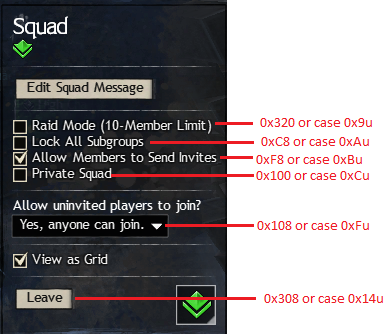 Squad
Edit Squad Message
Raid Mode (10-Member Limit) 0x320 or case 0x9u
Lock All Subgroups 0xC8 or case 0xAu
Allow Members to Send Invites 0xF8 or case 0xBu
Private Squad 0x100 or case 0xCu
Allow uninvited players to join?
Yes, anyone can join. 0x108 or case 0xFu
View as Grid
Leave 0x308 or case 0x14u